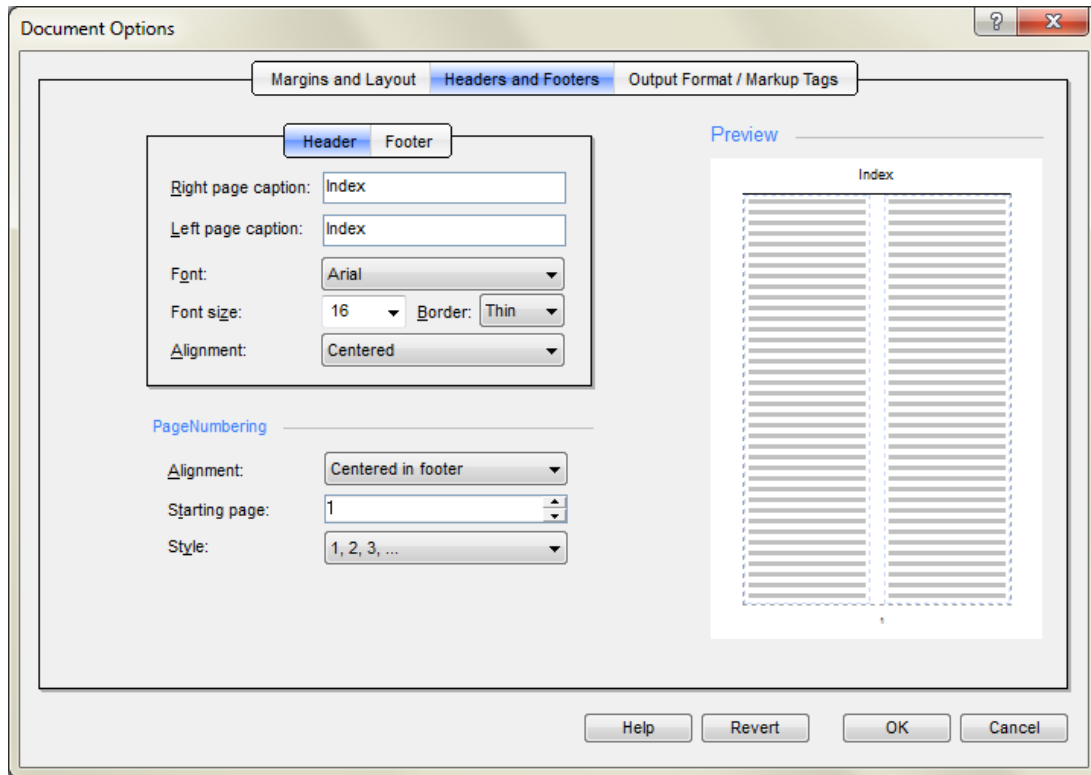 Document Options
Margins and Layout Headers and Footers Output Format / Markup Tags
Header Footer
Right page caption: Index
Left page caption: Index
Font: Arial
Font size: 16 Border: Thin
Alignment: Centered
PageNumbering
Alignment: Centered in footer
Starting page: 1
Style: 1, 2, 3, ...
Preview
Index
1
Help Revert OK Cancel